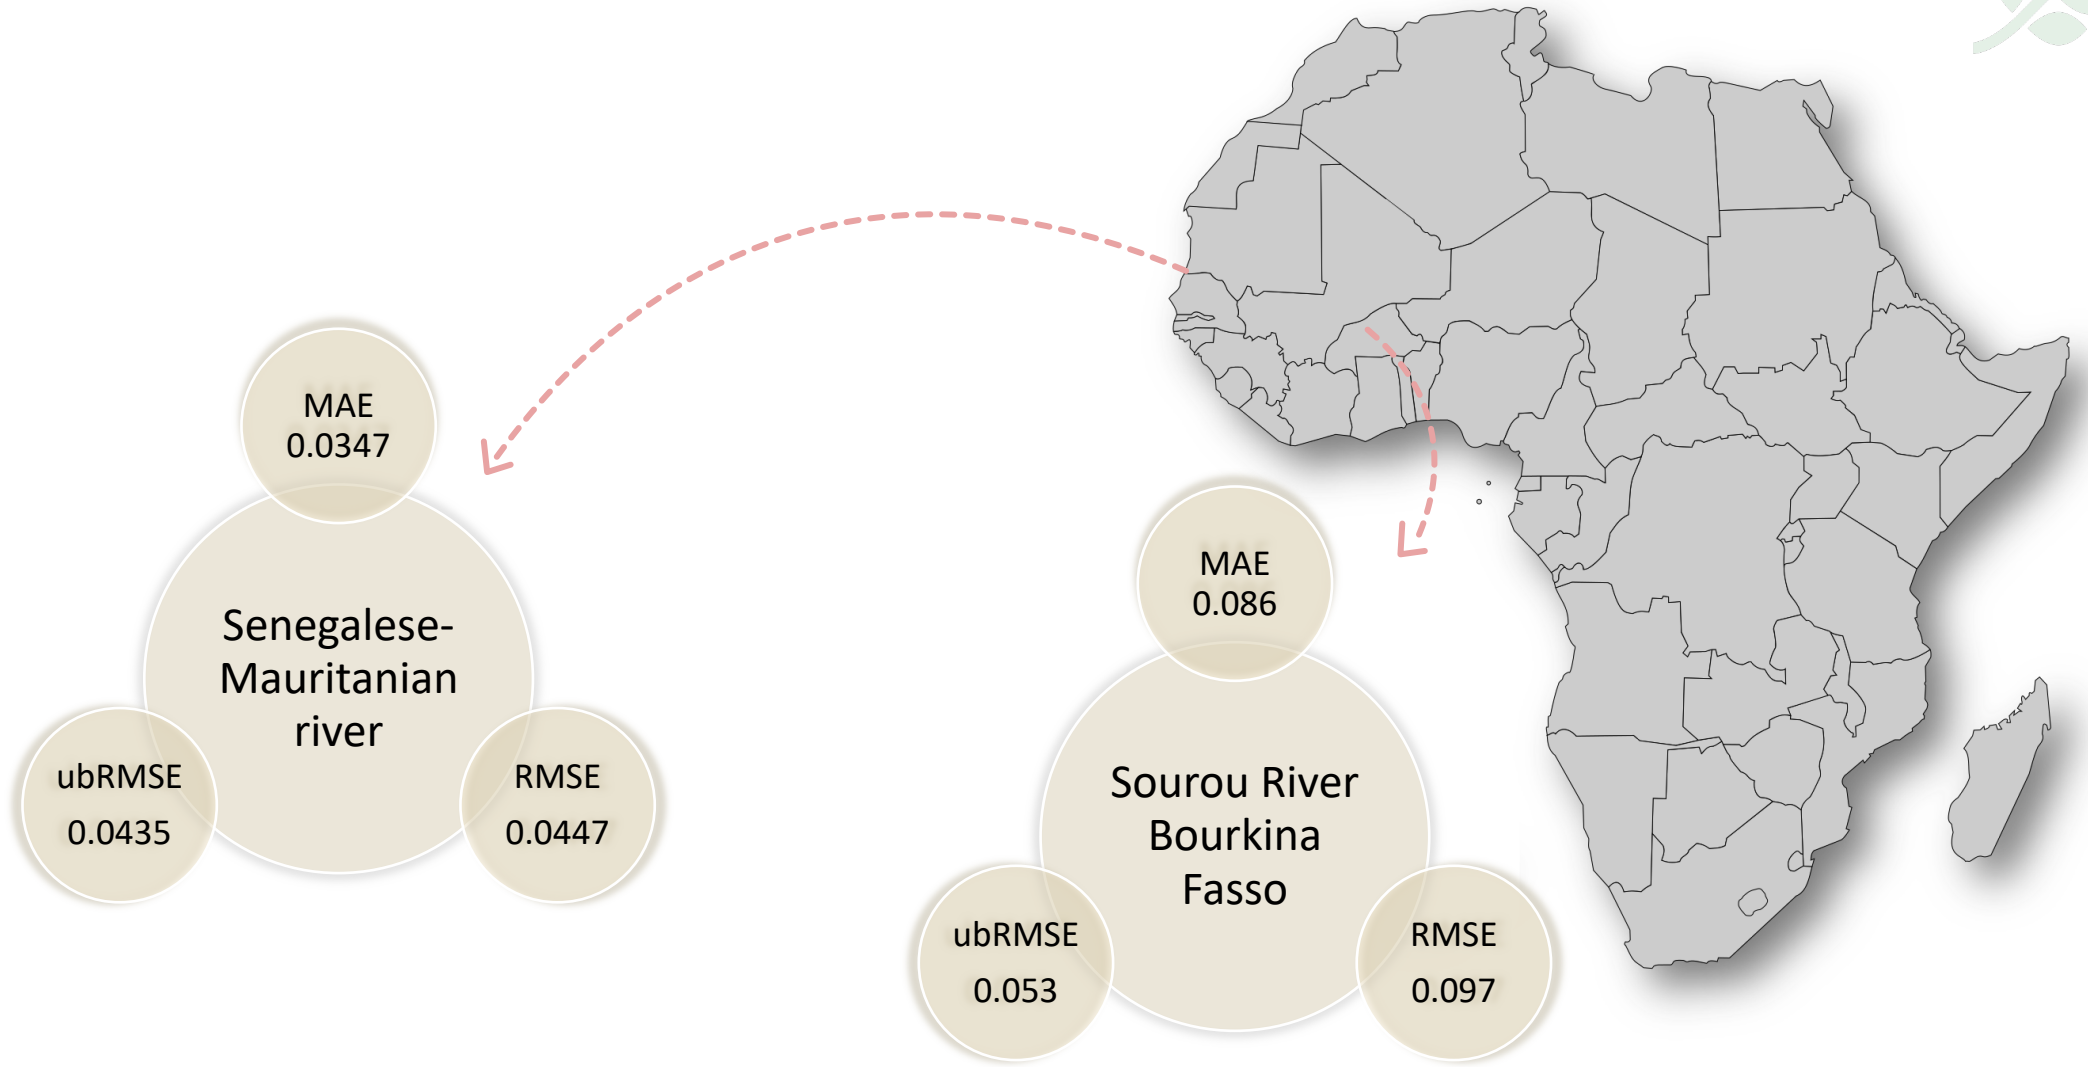 MAE
0.0347
Senegalese-
Mauritanian
river
ubRMSE
0.0435
RMSE
0.0447
MAE
0.086
Sourou River
Bourkina
Fasso
ubRMSE
0.053
RMSE
0.097